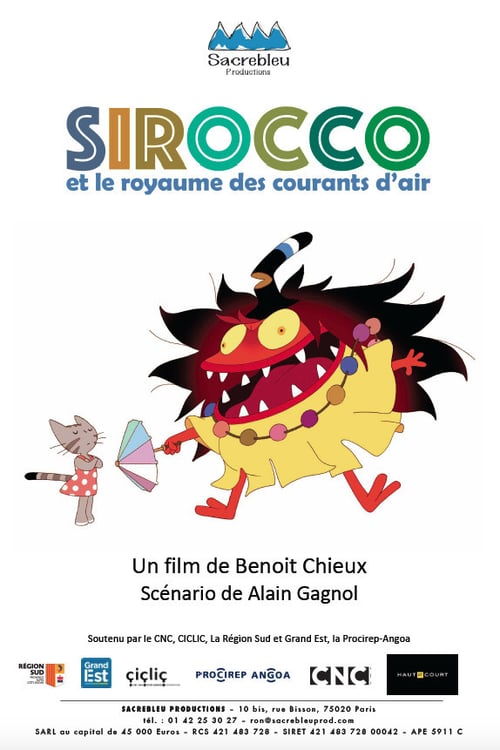 Sacrebleu
Productions
SIROCCO
et le royaume des courants d'air
Un film de Benoit Chieux
Scénario de Alain Gagnol
Soutenu par le CNC, CICLIC, La Région Sud et Grand Est, la Procirep-Angoa
RÉGION
SUD
Grand
Est
ciclic
PROCIREP ANGOA
CNC
HAUT ET COURT
SACREBLEU PRODUCTIONS – 10 bis, rue Bisson, 75020 Paris
tél. : 01 42 25 30 27 – ron@sacrebleuprod.com
SARL au capital de 45 000 Euros – RCS 421 483 728 – SIRET 421 483 728 00042 – APE 5911 C